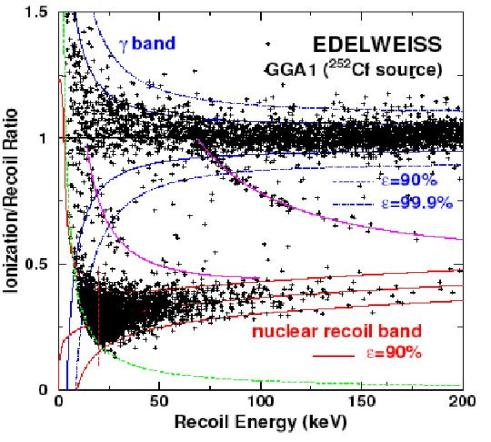 1.5
γ band
EDELWEISS
GGA1 (252Cf source)
1
ε=90%
ε=99.9%
0.5
nuclear recoil band
ε=90%
0
0 50 100 150 200
Recoil Energy (keV)
Ionization/Recoil Ratio